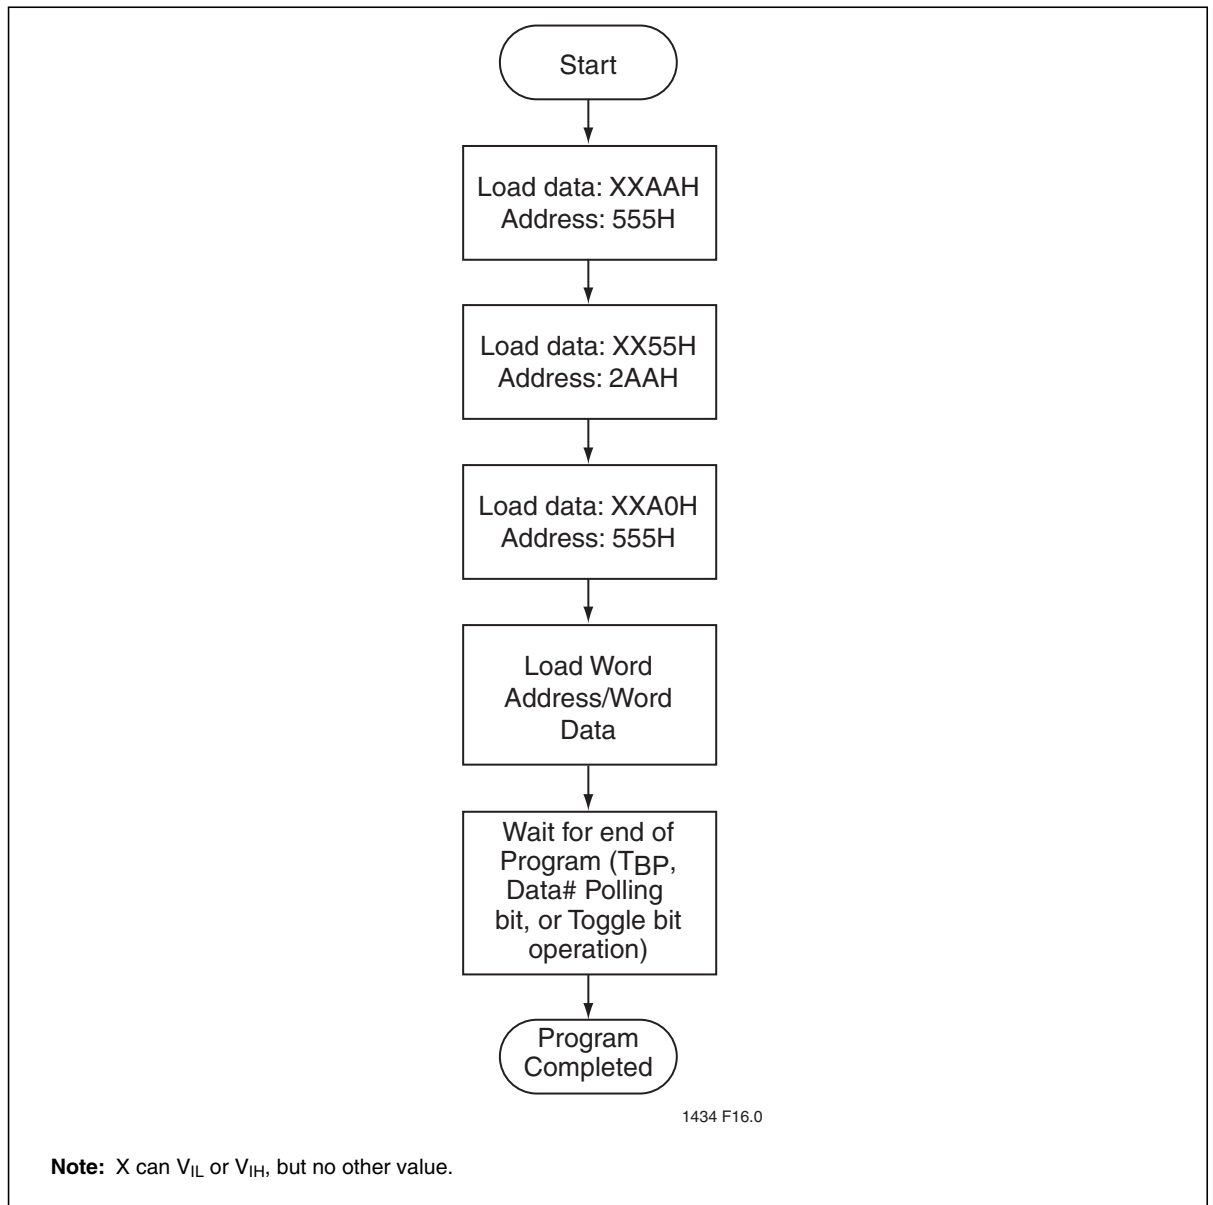 Start
Load data: XXAAH
Address: 555H
Load data: XX55H
Address: 2AAH
Load data: XXA0H
Address: 555H
Load Word
Address/Word
Data
Wait for end of
Program (TBP,
Data# Polling
bit, or Toggle bit
operation)
Program
Completed
1434 F16.0
Note: X can VIL or VIH, but no other value.